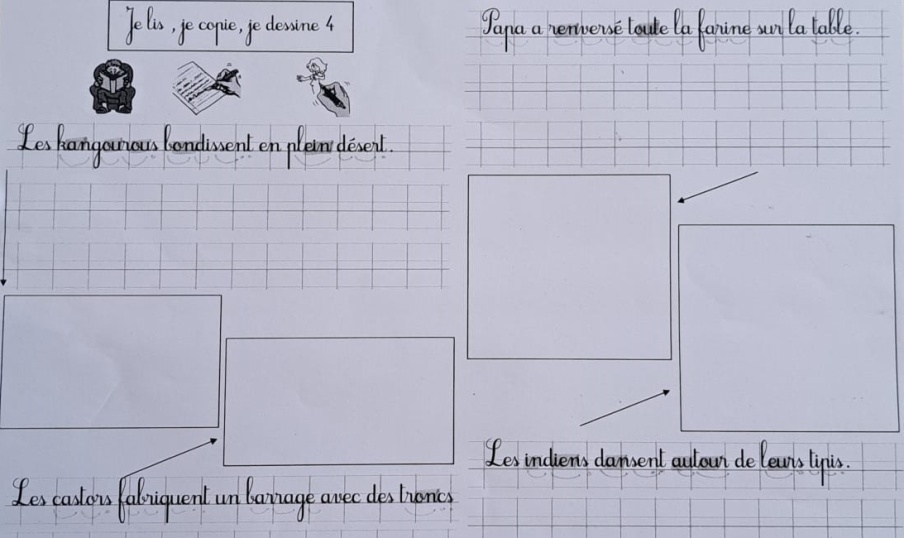 Je lis, je copie, je dessine 4
Les kangourous bondissent en plein désert.
Les castors fabriquent un barrage avec des troncs
Papa a renversé toute la farine sur la table.
Les indiens dansent autour de leurs tipis.